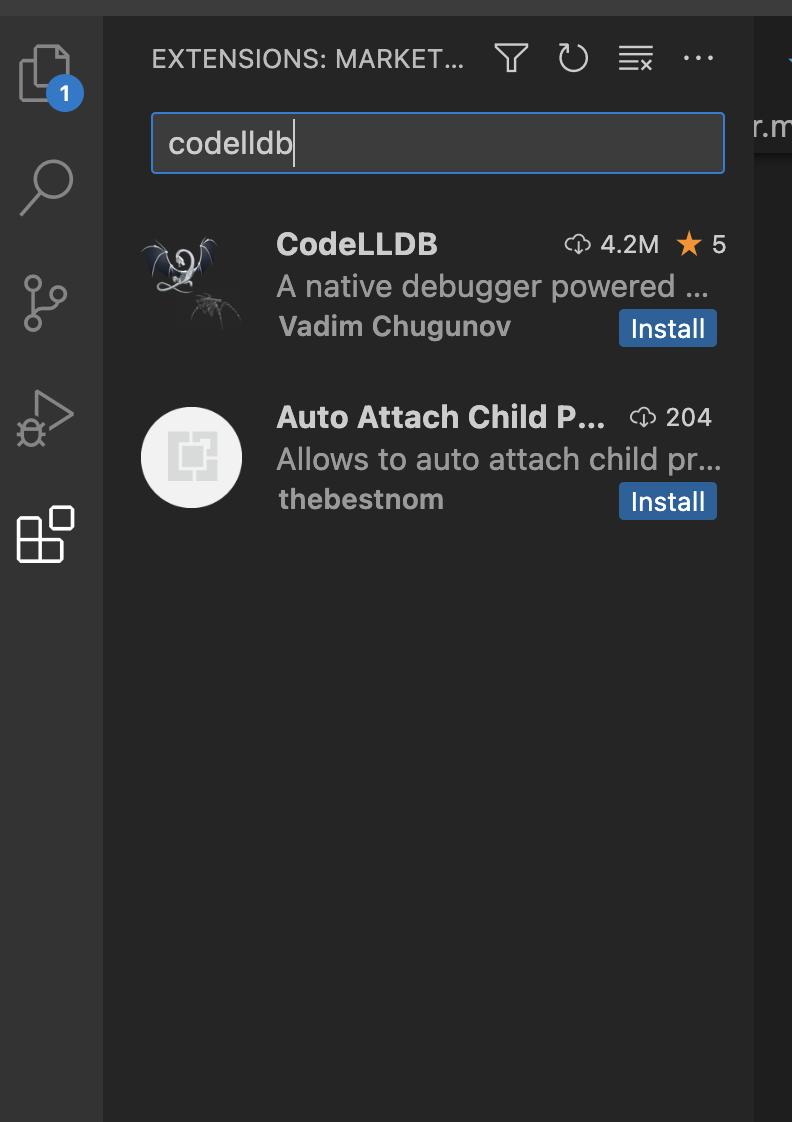 EXTENSIONS: MARKET...
1
codelldb
r.m
CodeLLDB 4.2M 5
A native debugger powered ...
Vadim Chugunov Install
Auto Attach Child P... 204
Allows to auto attach child pr...
thebestnom Install